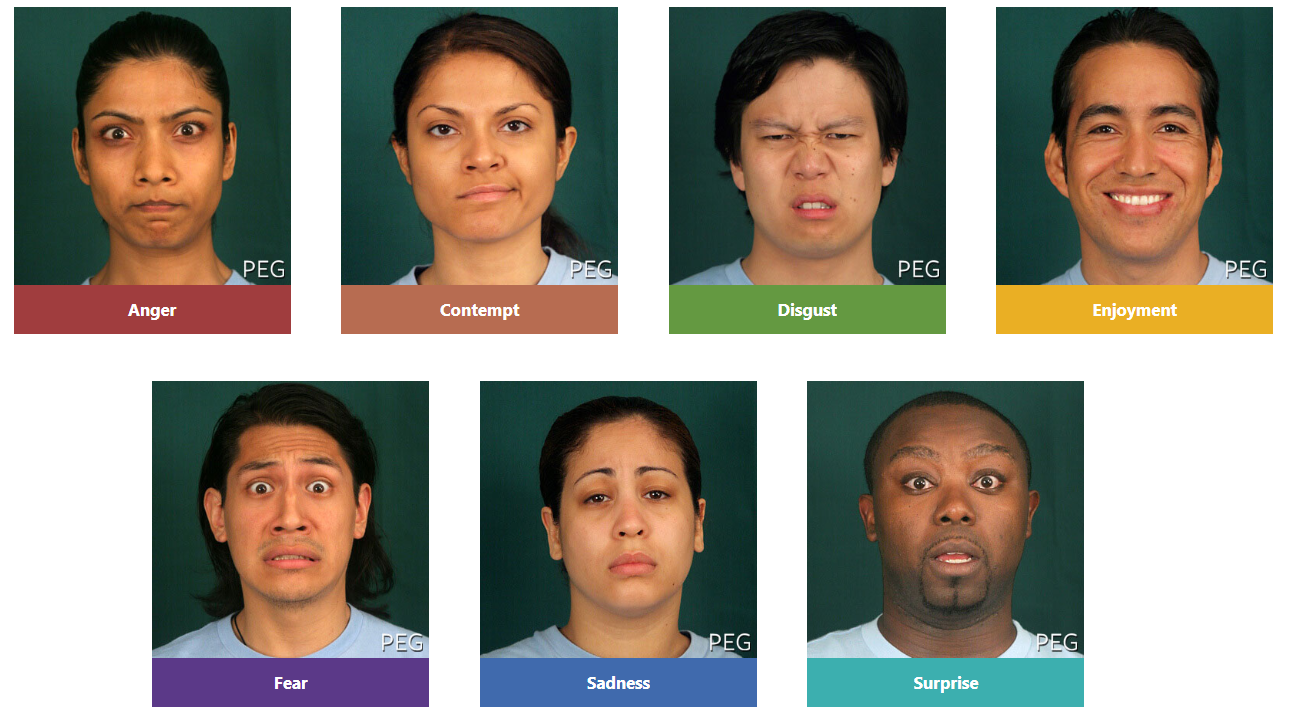 PEG
PEG
PEG
PEG
Anger
Contempt
Disgust
Enjoyment
PEG
PEG
PEG
Fear
Sadness
Surprise